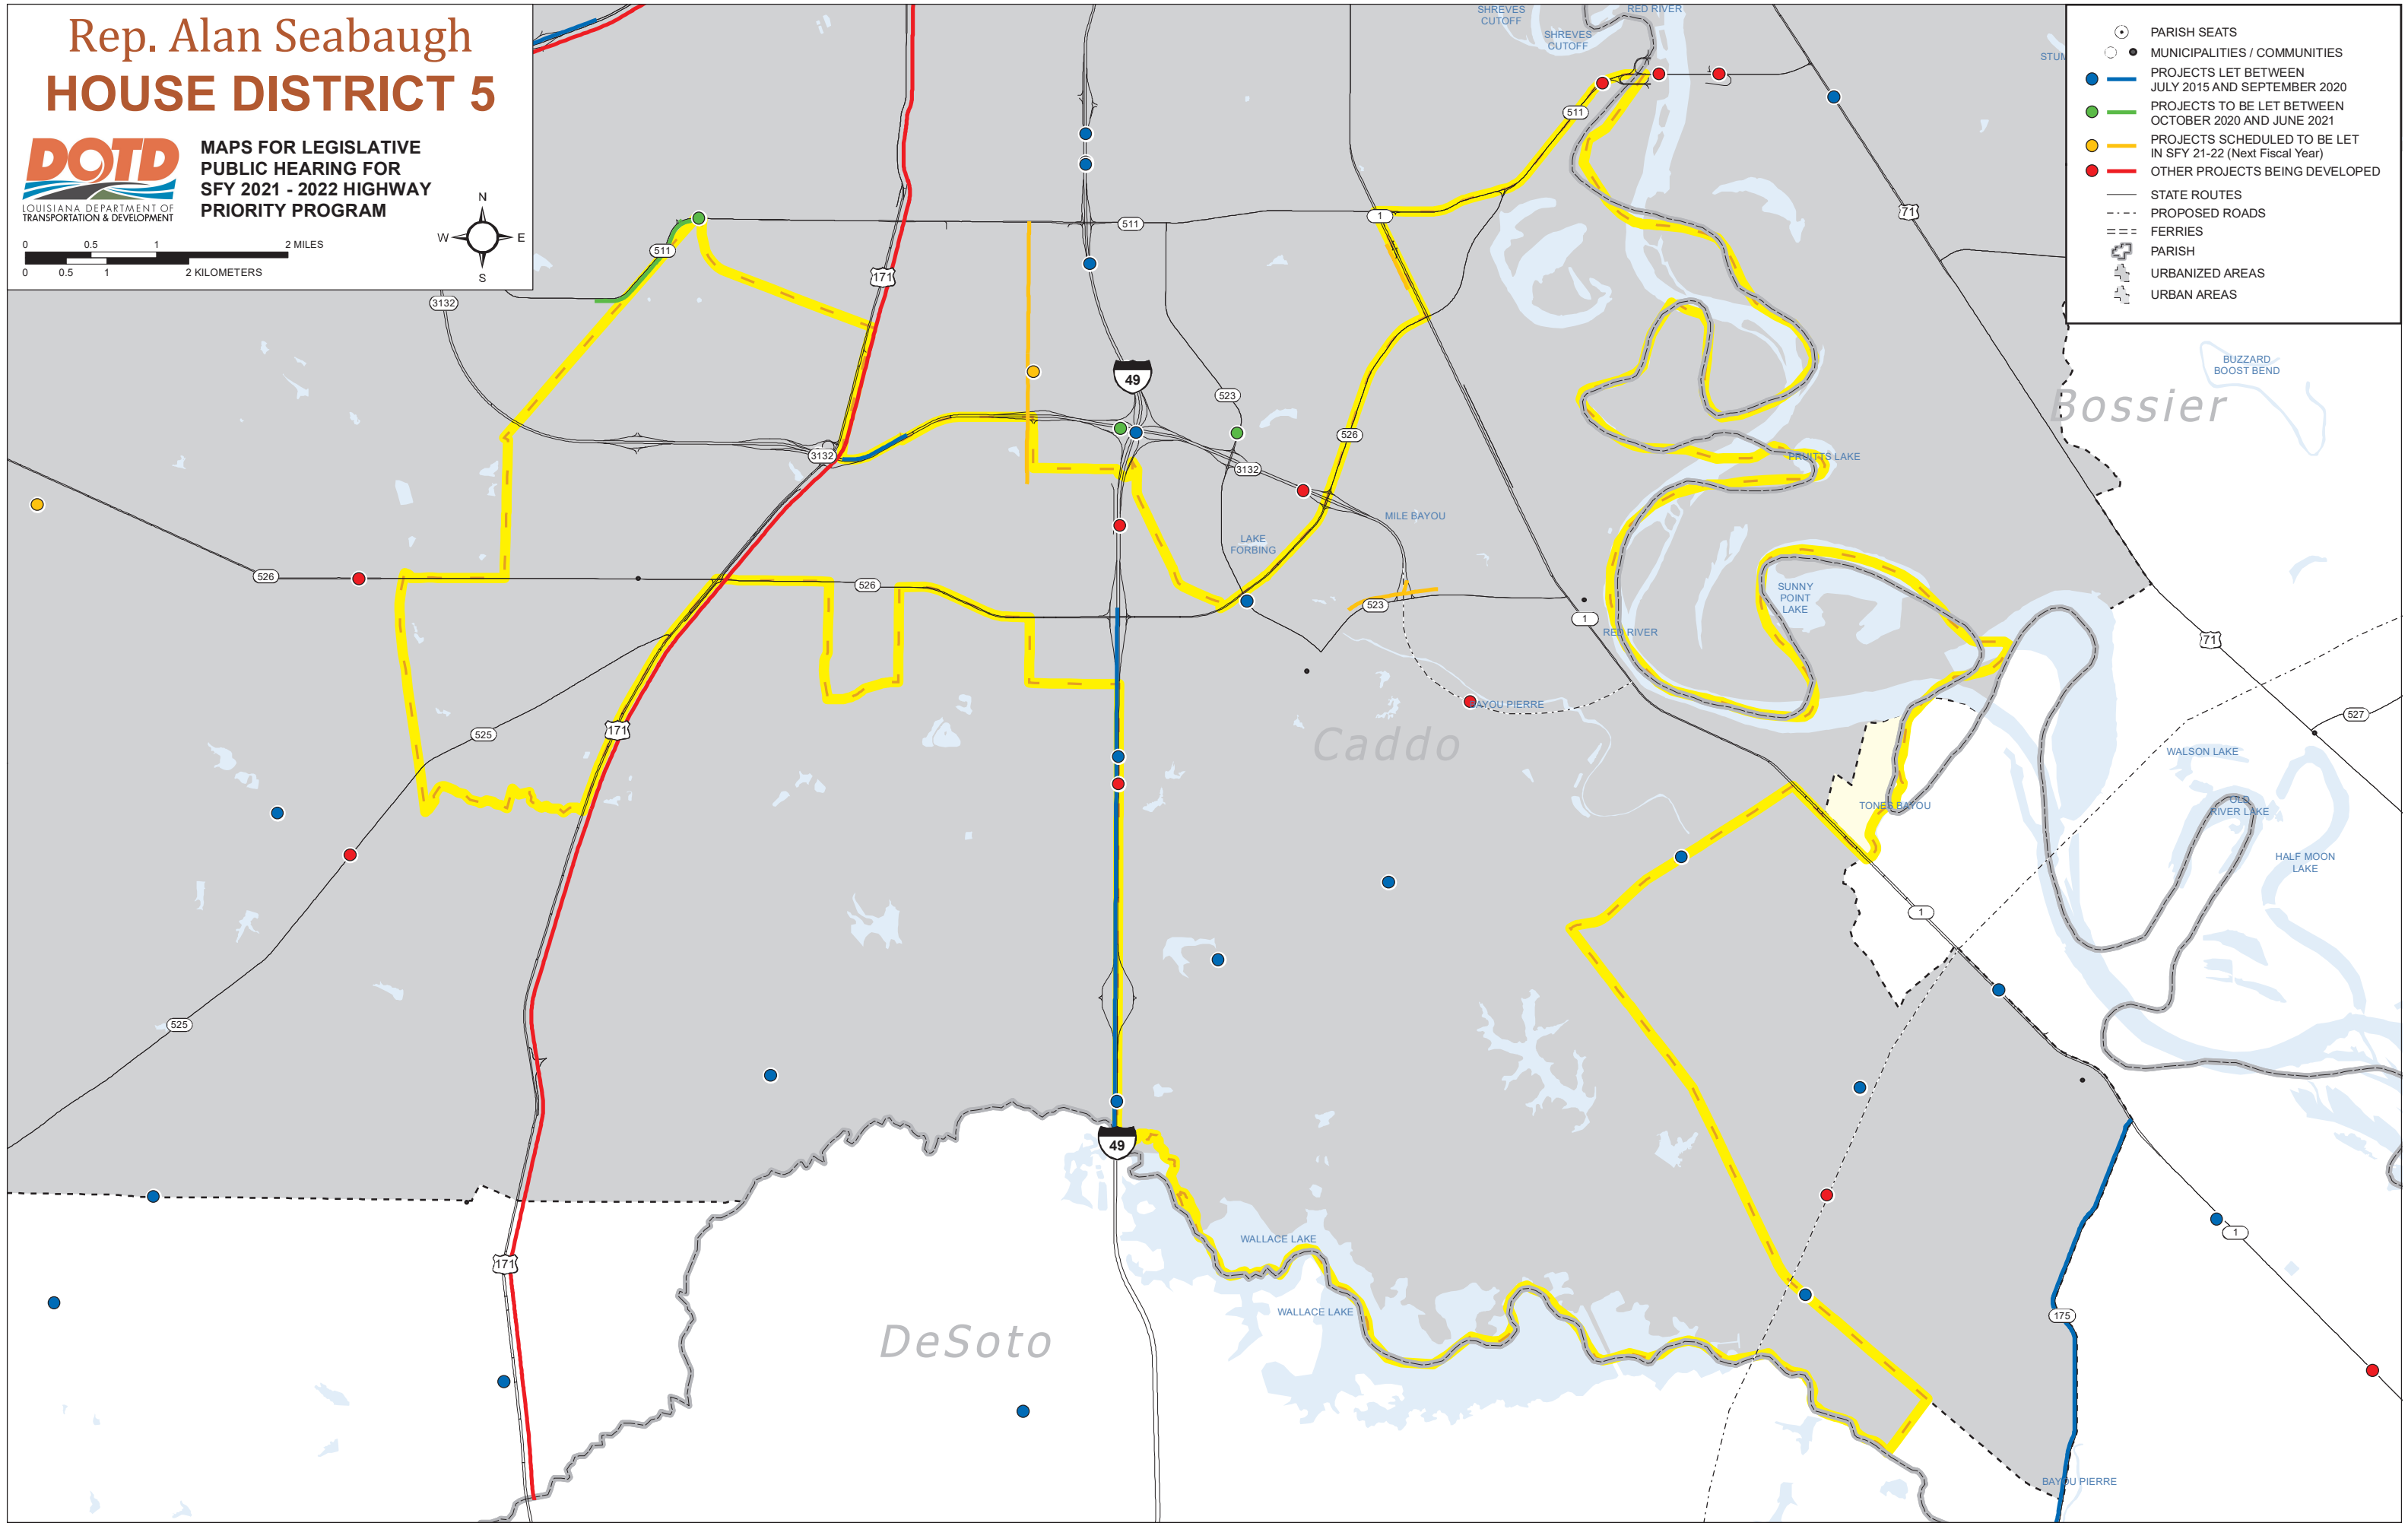 Rep. Alan Seabaugh
HOUSE DISTRICT 5
DOTD
LOUISIANA DEPARTMENT OF
TRANSPORTATION & DEVELOPMENT
MAPS FOR LEGISLATIVE
PUBLIC HEARING FOR
SFY 2021 - 2022 HIGHWAY
PRIORITY PROGRAM
N
W
E
S
0 0.5 1 2 MILES
0 0.5 1 2 KILOMETERS
PARISH SEATS
MUNICIPALITIES / COMMUNITIES
PROJECTS LET BETWEEN
JULY 2015 AND SEPTEMBER 2020
PROJECTS TO BE LET BETWEEN
OCTOBER 2020 AND JUNE 2021
PROJECTS SCHEDULED TO BE LET
IN SFY 21-22 (Next Fiscal Year)
OTHER PROJECTS BEING DEVELOPED
STATE ROUTES
PROPOSED ROADS
FERRIES
PARISH
URBANIZED AREAS
URBAN AREAS
SHREVES
CUTOFF
RED RIVER
SHREVES
CUTOFF
STUM
511
71
1
511
511
171
3132
BUZZARD
BOOST BEND
49
523
Bossier
526
3132
PRUITTS LAKE
3132
MILE BAYOU
LAKE
FORBING
526
526
SUNNY
POINT
LAKE
523
1
RED RIVER
71
BAYOU PIERRE
527
171
525
Caddo
WALSON LAKE
TONES BAYOU
OLD
RIVER LAKE
HALF MOON
LAKE
1
525
49
WALLACE LAKE
1
171
WALLACE LAKE
175
DeSoto
BAYOU PIERRE